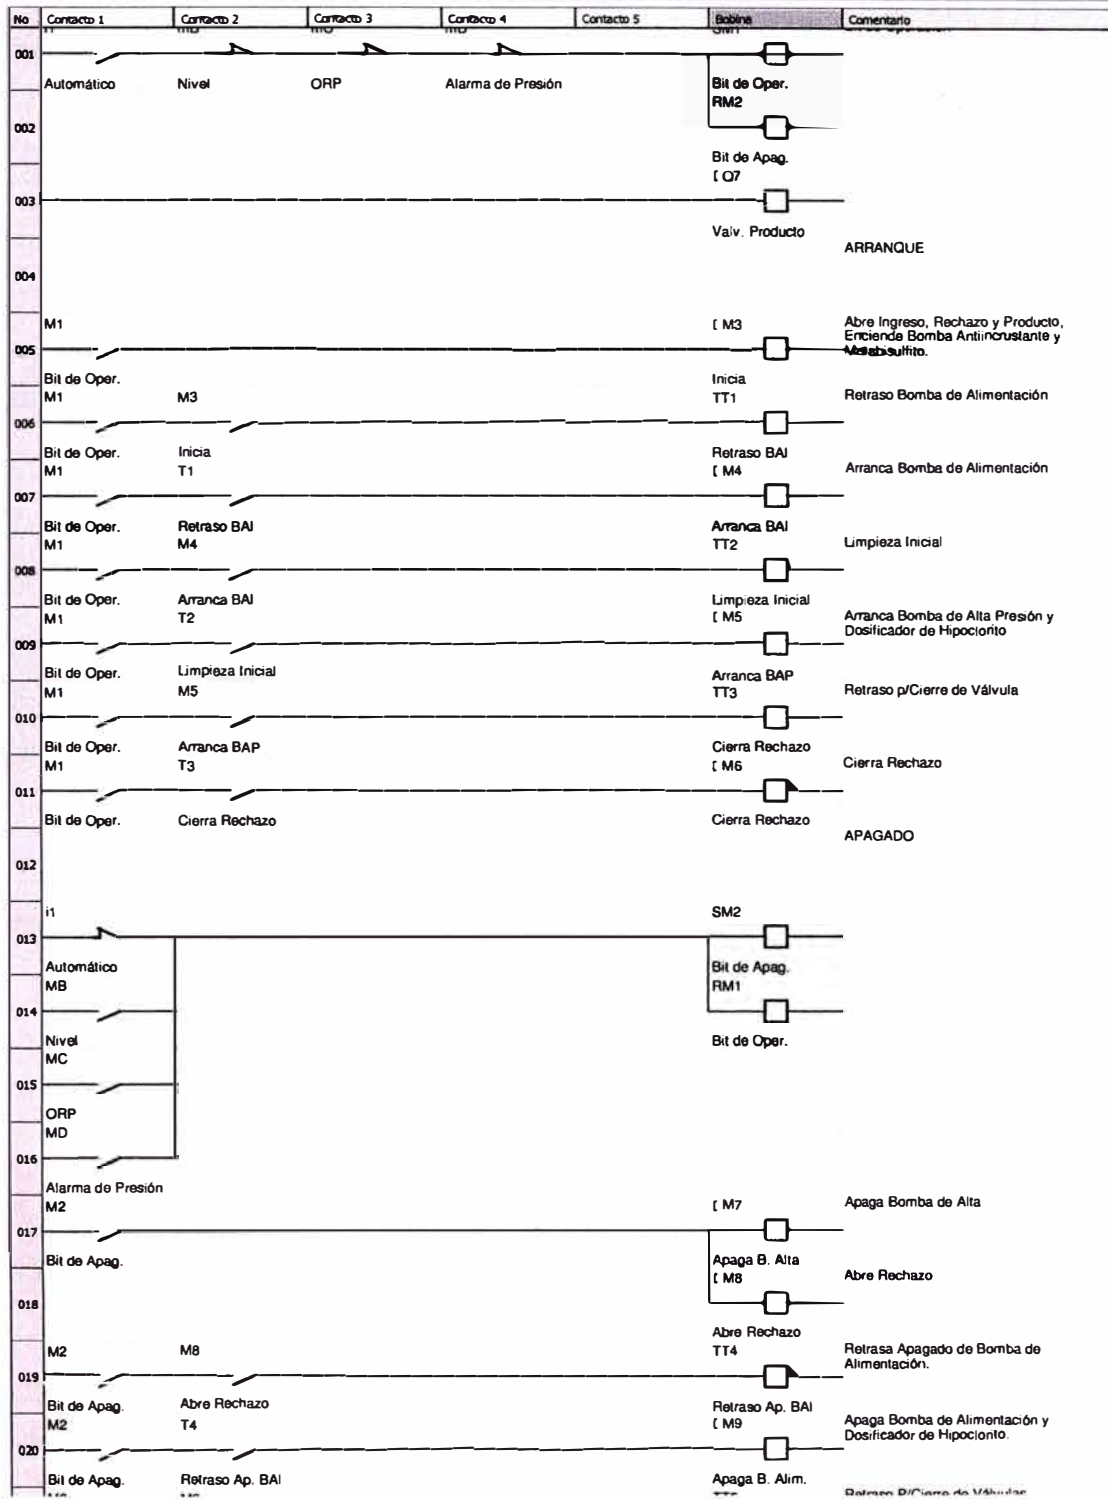 No Contacto 1 Contacto 2 Contacto 3 Contacto 4 Contacto 5 Bobina Comentario
001
Automático Nivel ORP Alarma de Presión Bit de Oper.
RM2
002
Bit de Apag.
[ Q7
003
Valv. Producto
ARRANQUE
004
M1 [ M3 Abre Ingreso, Rechazo y Producto,
Enciende Bomba Antiincrustante y
005 Metabisulfito.
Bit de Oper. Inicia
M1 M3 TT1 Retraso Bomba de Alimentación
006
Bit de Oper. Inicia Retraso BAI
M1 T1 [ M4 Arranca Bomba de Alimentación
007
Bit de Oper. Retraso BAI Arranca BAI
M1 M4 TT2 Limpieza Inicial
008
Bit de Oper. Arranca BAI Limpieza Inicial
M1 T2 [ M5 Arranca Bomba de Alta Presión y
Dosificador de Hipoclorito
009
Bit de Oper. Limpieza Inicial Arranca BAP
M1 M5 TT3 Retraso p/Cierre de Válvula
010
Bit de Oper. Arranca BAP Cierra Rechazo
M1 T3 [ M6 Cierra Rechazo
011
Bit de Oper. Cierra Rechazo Cierra Rechazo
APAGADO
012
i1 SM2
013
Automático Bit de Apag.
MB RM1
014
Nivel Bit de Oper.
MC
015
ORP
MD
016
Alarma de Presión
M2 [ M7 Apaga Bomba de Alta
017
Bit de Apag. Apaga B. Alta
[ M8 Abre Rechazo
018
Abre Rechazo
M2 M8 TT4 Retrasa Apagado de Bomba de
Alimentación.
019
Bit de Apag. Abre Rechazo Retraso Ap. BAI
M2 T4 [ M9 Apaga Bomba de Alimentación y
Dosificador de Hipoclorito.
020
Bit de Apag. Retraso Ap. BAI Apaga B. Alim.
Retraso P/Cierre de Válvulas